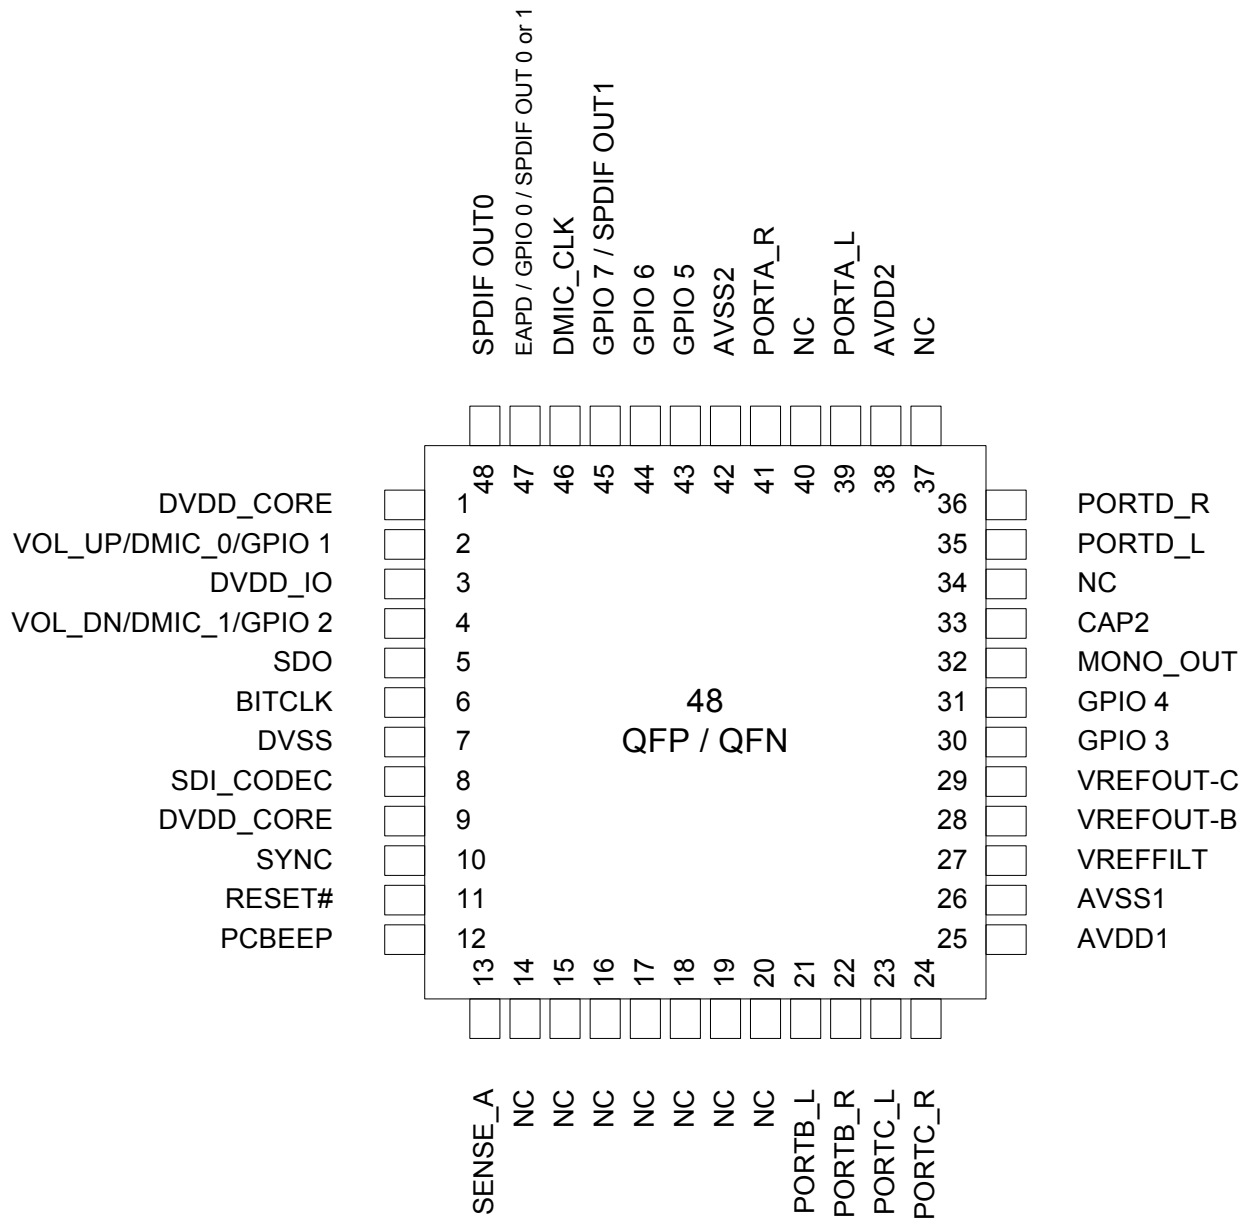 SPDIF OUT0
EAPD / GPIO 0 / SPDIF OUT 0 or 1
DMIC_CLK
GPIO 7 / SPDIF OUT1
GPIO 6
GPIO 5
AVSS2
PORTA_R
NC
PORTA_L
AVDD2
NC
48
47
46
45
44
43
42
41
40
39
38
37
DVDD_CORE
1
VOL_UP/DMIC_0/GPIO 1
2
DVDD_IO
3
VOL_DN/DMIC_1/GPIO 2
4
SDO
5
BITCLK
6
DVSS
7
SDI_CODEC
8
DVDD_CORE
9
SYNC
10
RESET#
11
PCBEEP
12
48
QFP / QFN
36
PORTD_R
35
PORTD_L
34
NC
33
CAP2
32
MONO_OUT
31
GPIO 4
30
GPIO 3
29
VREFOUT-C
28
VREFOUT-B
27
VREFFILT
26
AVSS1
25
AVDD1
13
14
15
16
17
18
19
20
21
22
23
24
SENSE_A
NC
NC
NC
NC
NC
NC
NC
PORTB_L
PORTB_R
PORTC_L
PORTC_R